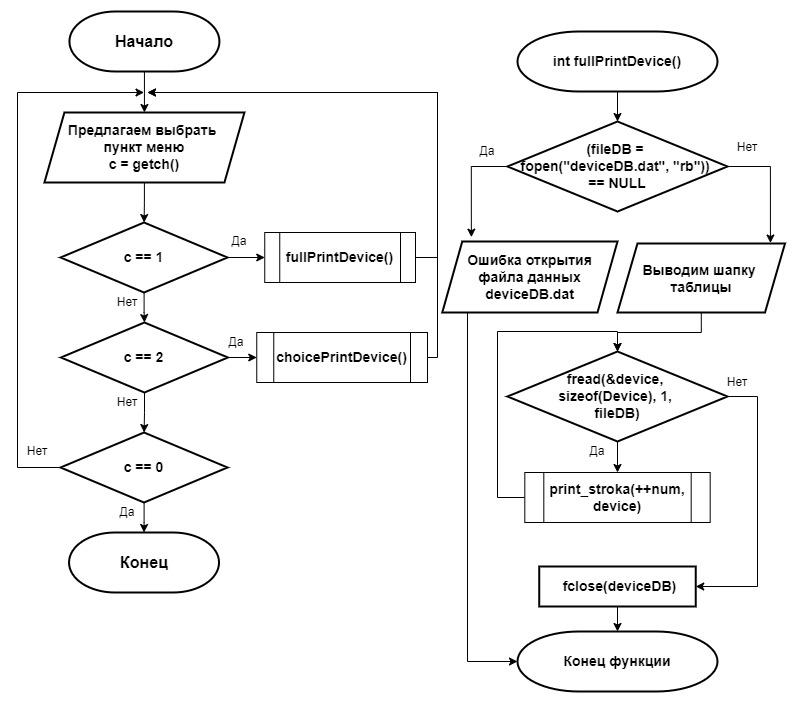 Начало
Предлагаем выбрать
пункт меню
c = getch()
c == 1
Да
fullPrintDevice()
Нет
c == 2
Да
choicePrintDevice()
Нет
c == 0
Нет
Да
Конец
int fullPrintDevice()
(fileDB =
fopen("deviceDB.dat", "rb"))
== NULL
Да
Нет
Ошибка открытия
файла данных
deviceDB.dat
Выводим шапку
таблицы
fread(&device,
sizeof(Device), 1,
fileDB)
Нет
Да
print_stroka(++num,
device)
fclose(deviceDB)
Конец функции